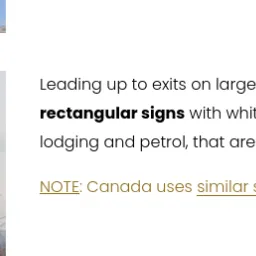 Leading up to exits on large
rectangular signs with whit
lodging and petrol, that are
NOTE: Canada uses similar s